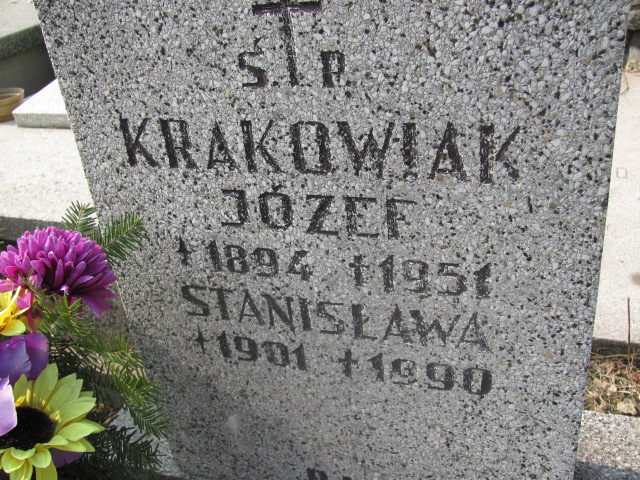 Ś. P.
KRAKOWIAK
JÓZEF
1894 †1951
STANISŁAWA
1901 †1990